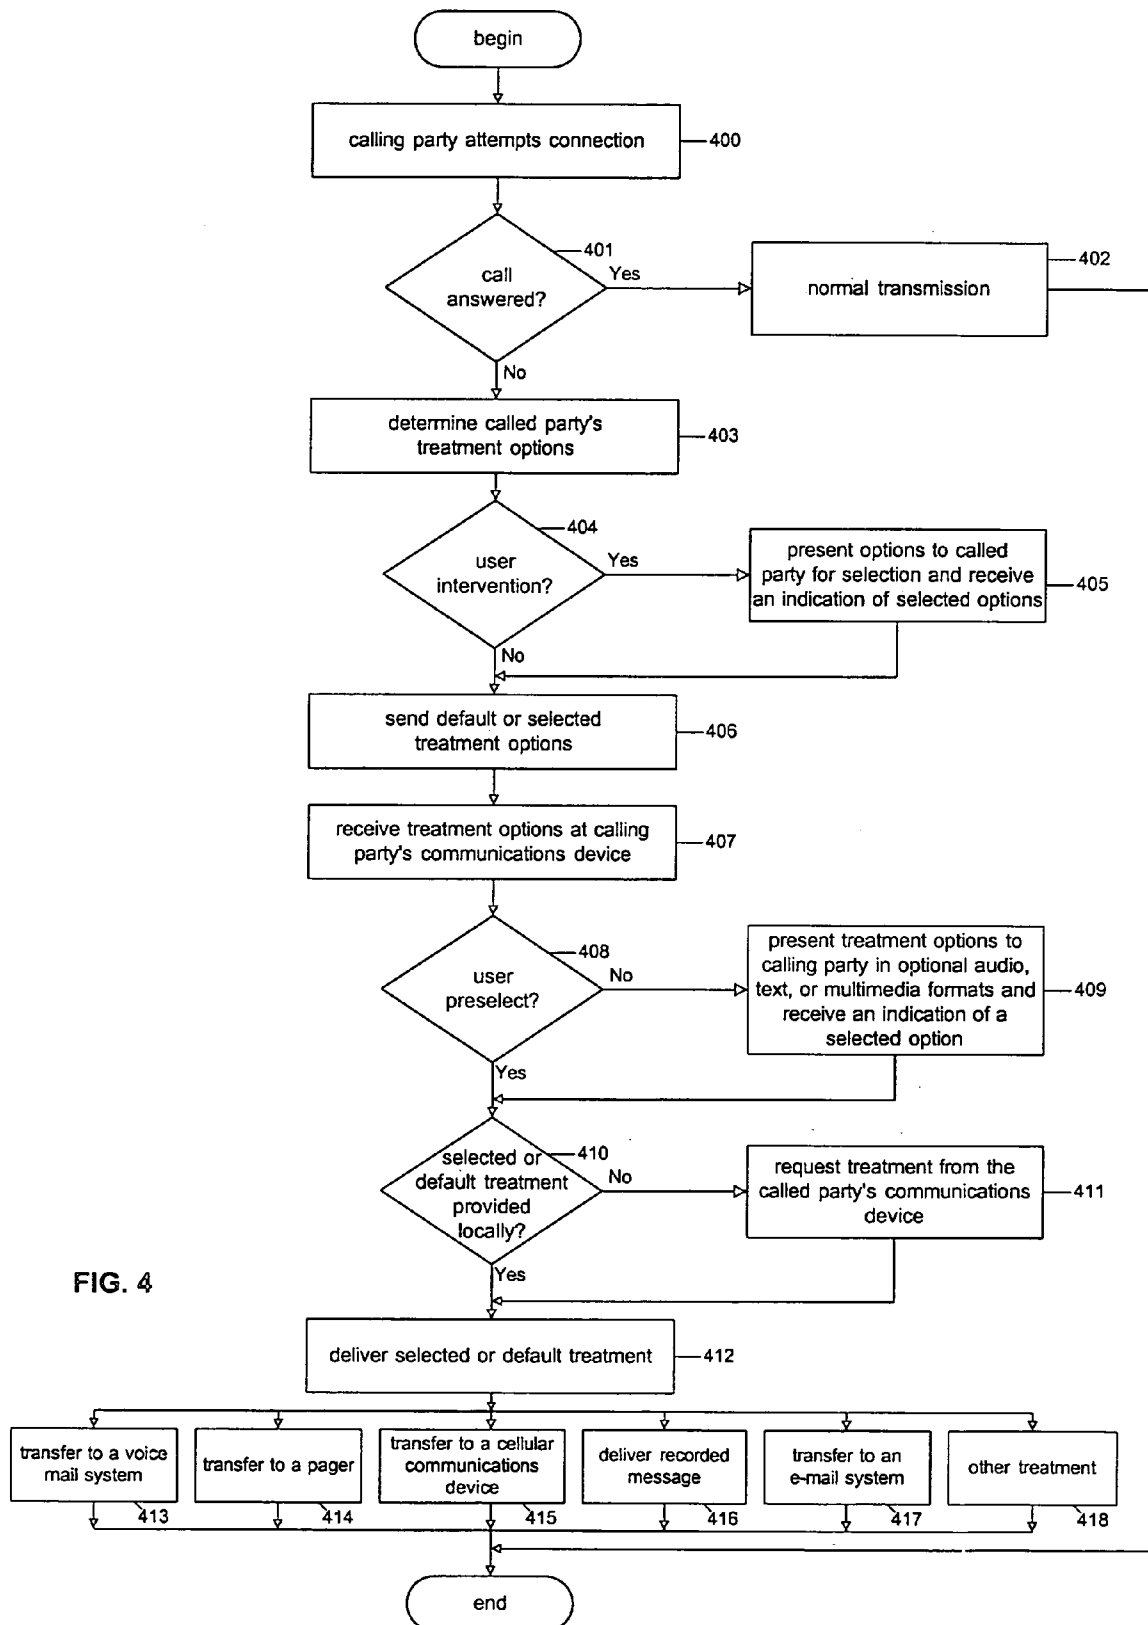 begin
calling party attempts connection
400
401
call
answered?
Yes
normal transmission
402
No
determine called party's
treatment options
403
404
user
intervention?
Yes
present options to called
party for selection and receive
an indication of selected options
405
No
send default or selected
treatment options
406
receive treatment options at calling
party's communications device
407
408
user
preselect?
No
present treatment options to
calling party in optional audio,
text, or multimedia formats and
receive an indication of a
selected option
409
Yes
410
selected or
default treatment
provided
locally?
No
request treatment from the
called party's communications
device
411
Yes
FIG. 4
deliver selected or default treatment
412
transfer to a voice
mail system
413
transfer to a pager
414
transfer to a cellular
communications
device
415
deliver recorded
message
416
transfer to an
e-mail system
417
other treatment
418
end